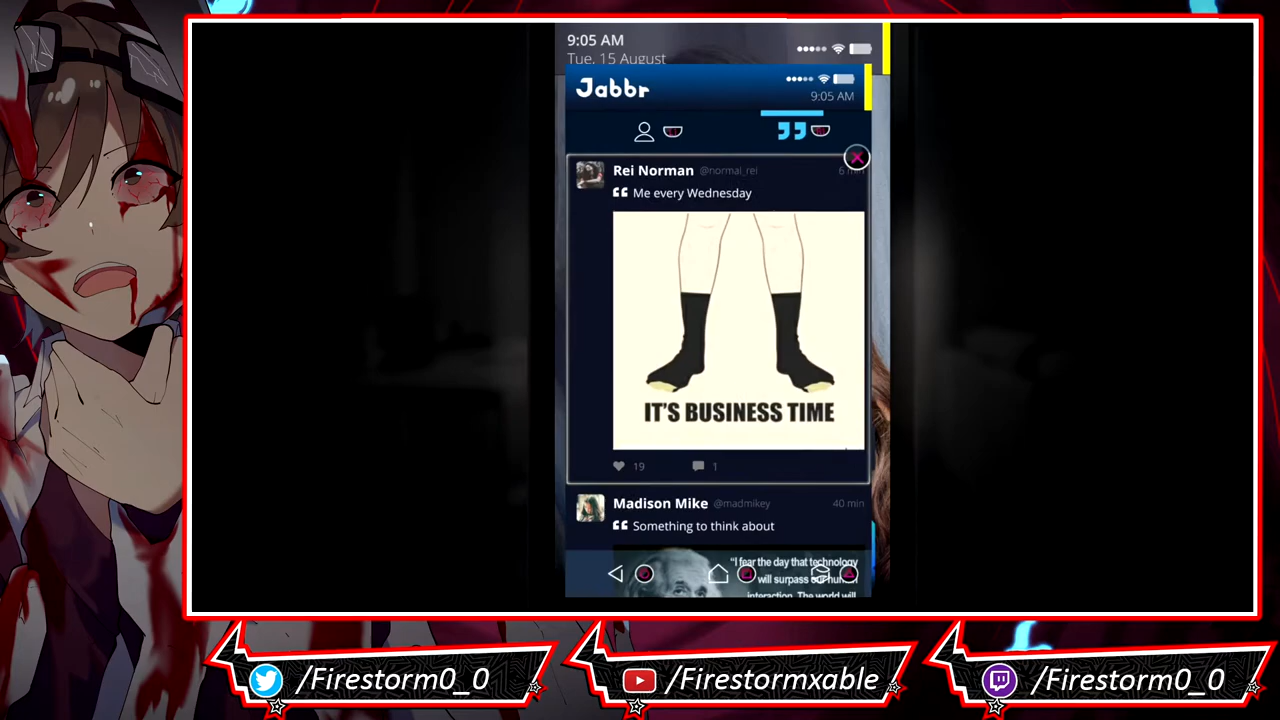 9:05 AM
Tue, 15 August
Jabbr
9:05 AM
Rei Norman @normal_rei
Me every Wednesday
IT'S BUSINESS TIME
19 1
Madison Mike @madmikey 40 min
Something to think about
"I fear the day that technology
will surpass our human
interaction. The world will
/Firestorm0_0 /Firestormxable /Firestorm0_0